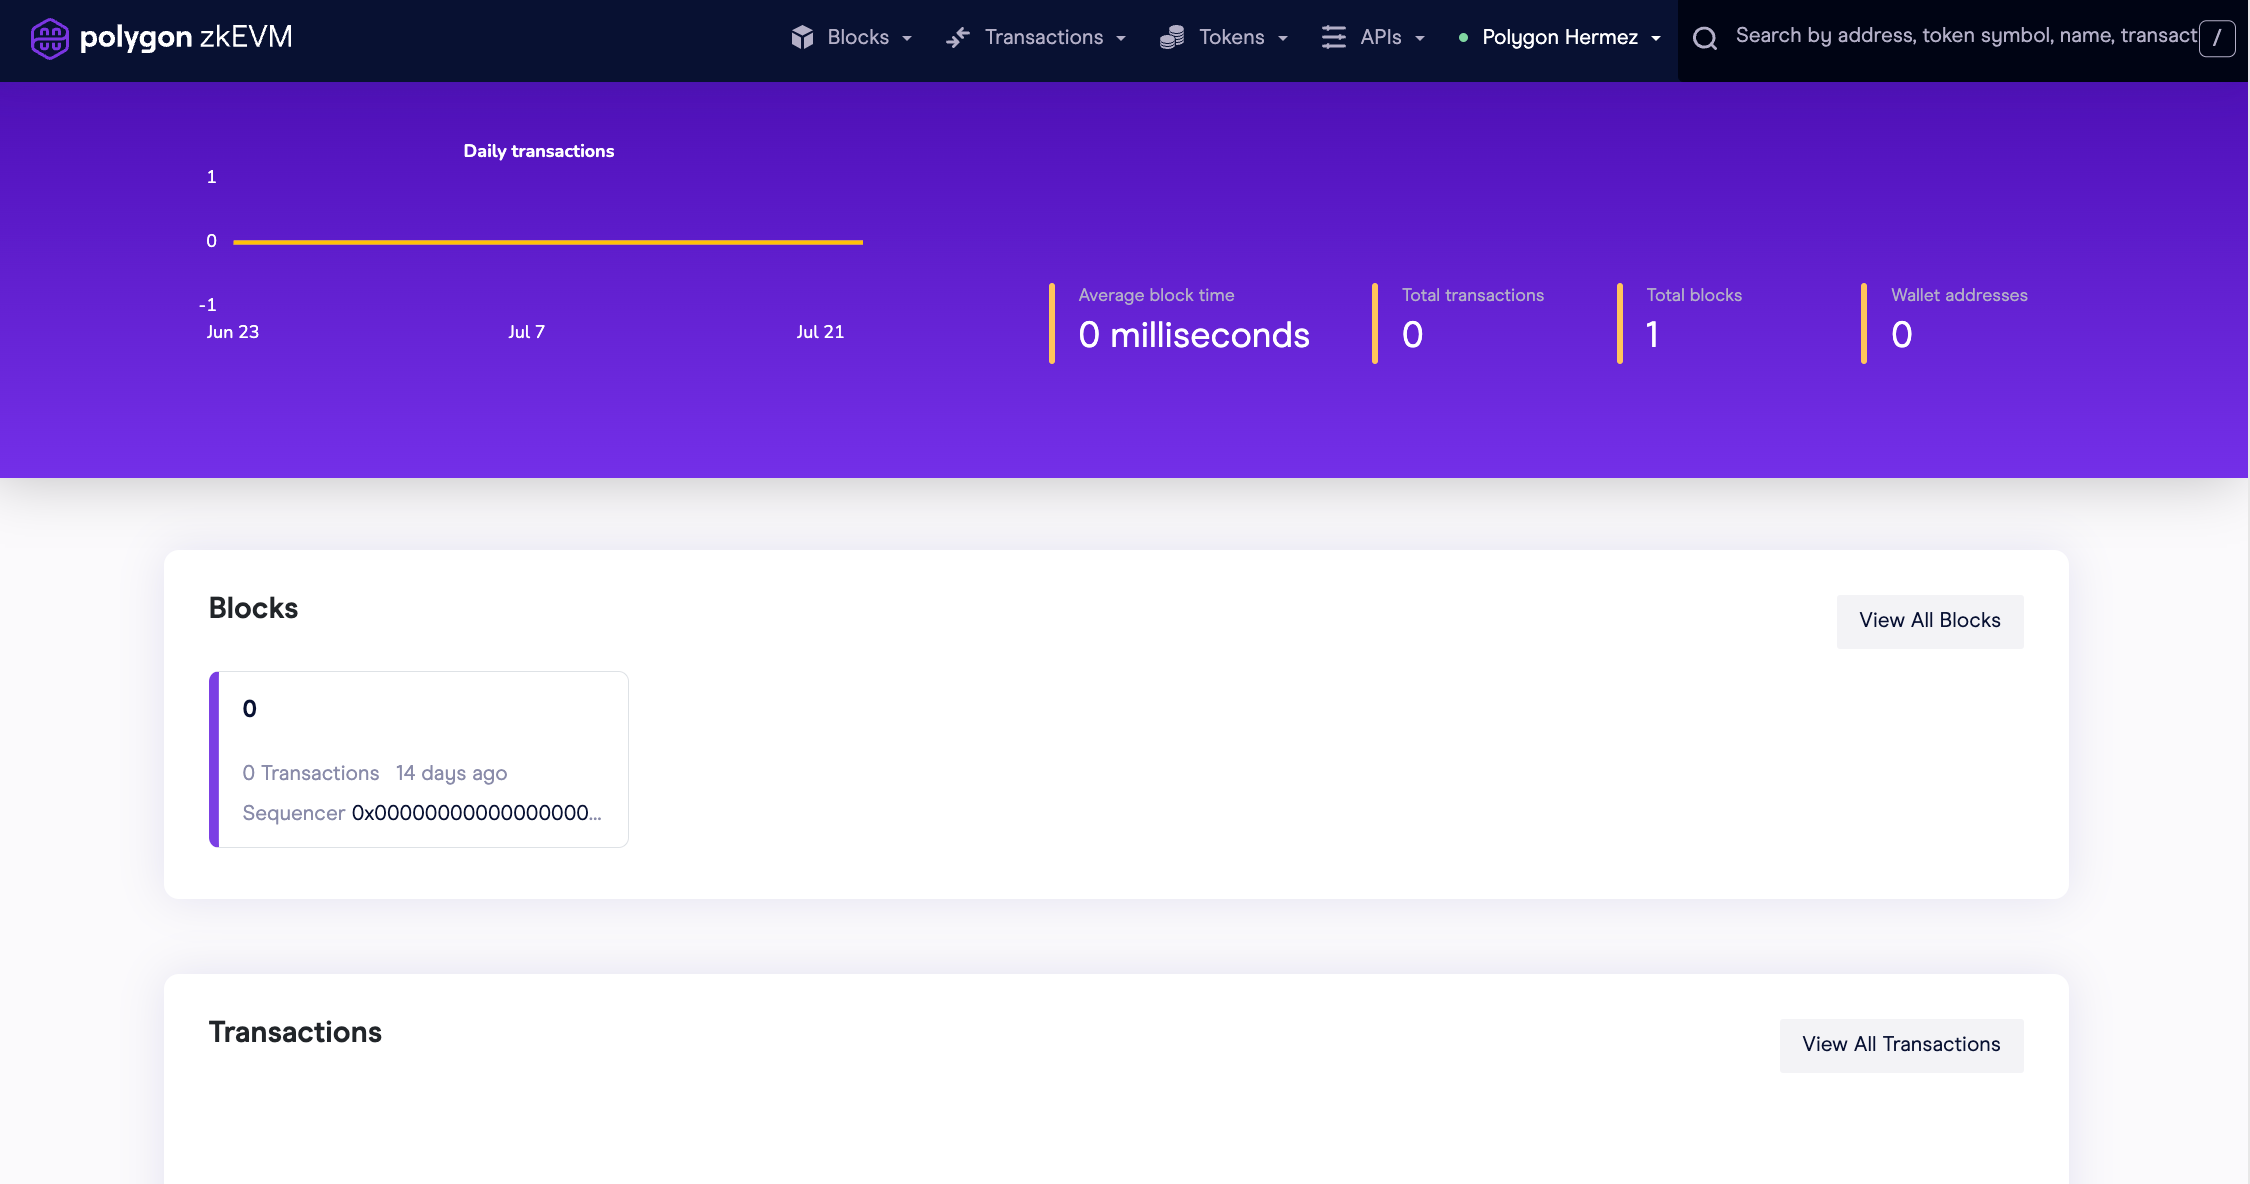 polygon zkEVM
Blocks
Transactions
Tokens
APIs
Polygon Hermez
Search by address, token symbol, name, transact
/
Daily transactions
1
0
-1
Jun 23
Jul 7
Jul 21
Average block time
0 milliseconds
Total transactions
0
Total blocks
1
Wallet addresses
0
Blocks
View All Blocks
0
0 Transactions 14 days ago
Sequencer 0x00000000000000000...
Transactions
View All Transactions